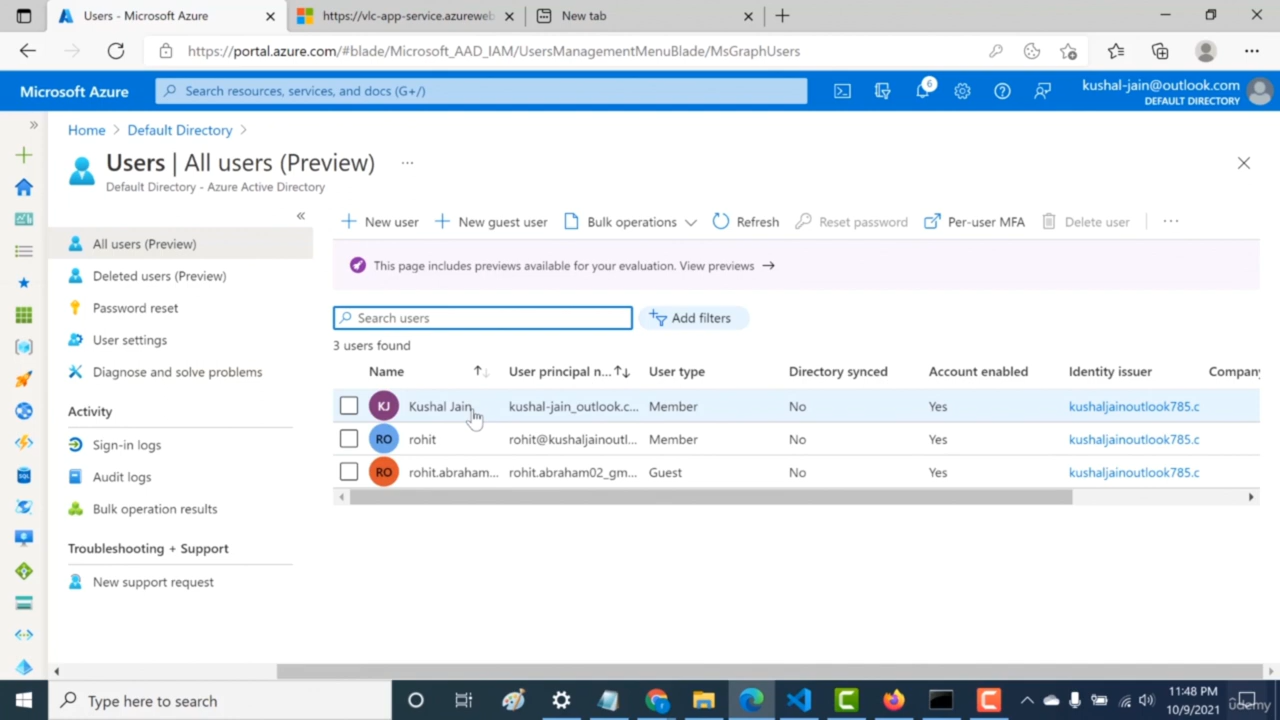 Users - Microsoft Azure
https://vlc-app-service.azureweb
New tab
https://portal.azure.com/#blade/Microsoft_AAD_IAM/UsersManagementMenuBlade/MsGraphUsers
Microsoft Azure
Search resources, services, and docs (G+/)
6
kushal-jain@outlook.com
DEFAULT DIRECTORY
Home > Default Directory >
Users | All users (Preview) ...
Default Directory - Azure Active Directory
All users (Preview)
Deleted users (Preview)
Password reset
User settings
Diagnose and solve problems
Activity
Sign-in logs
Audit logs
Bulk operation results
Troubleshooting + Support
New support request
New user
New guest user
Bulk operations
Refresh
Reset password
Per-user MFA
Delete user
This page includes previews available for your evaluation. View previews →
Search users
Add filters
3 users found
Name User principal n... User type Directory synced Account enabled Identity issuer Company
KJ Kushal Jain kushal-jain_outlook.c... Member No Yes kushaljainoutlook785.c
RO rohit rohit@kushaljainoutl... Member No Yes kushaljainoutlook785.c
RO rohit.abraham... rohit.abraham02_gm... Guest No Yes kushaljainoutlook785.c
Type here to search
11:48 PM
10/9/2021
udemy